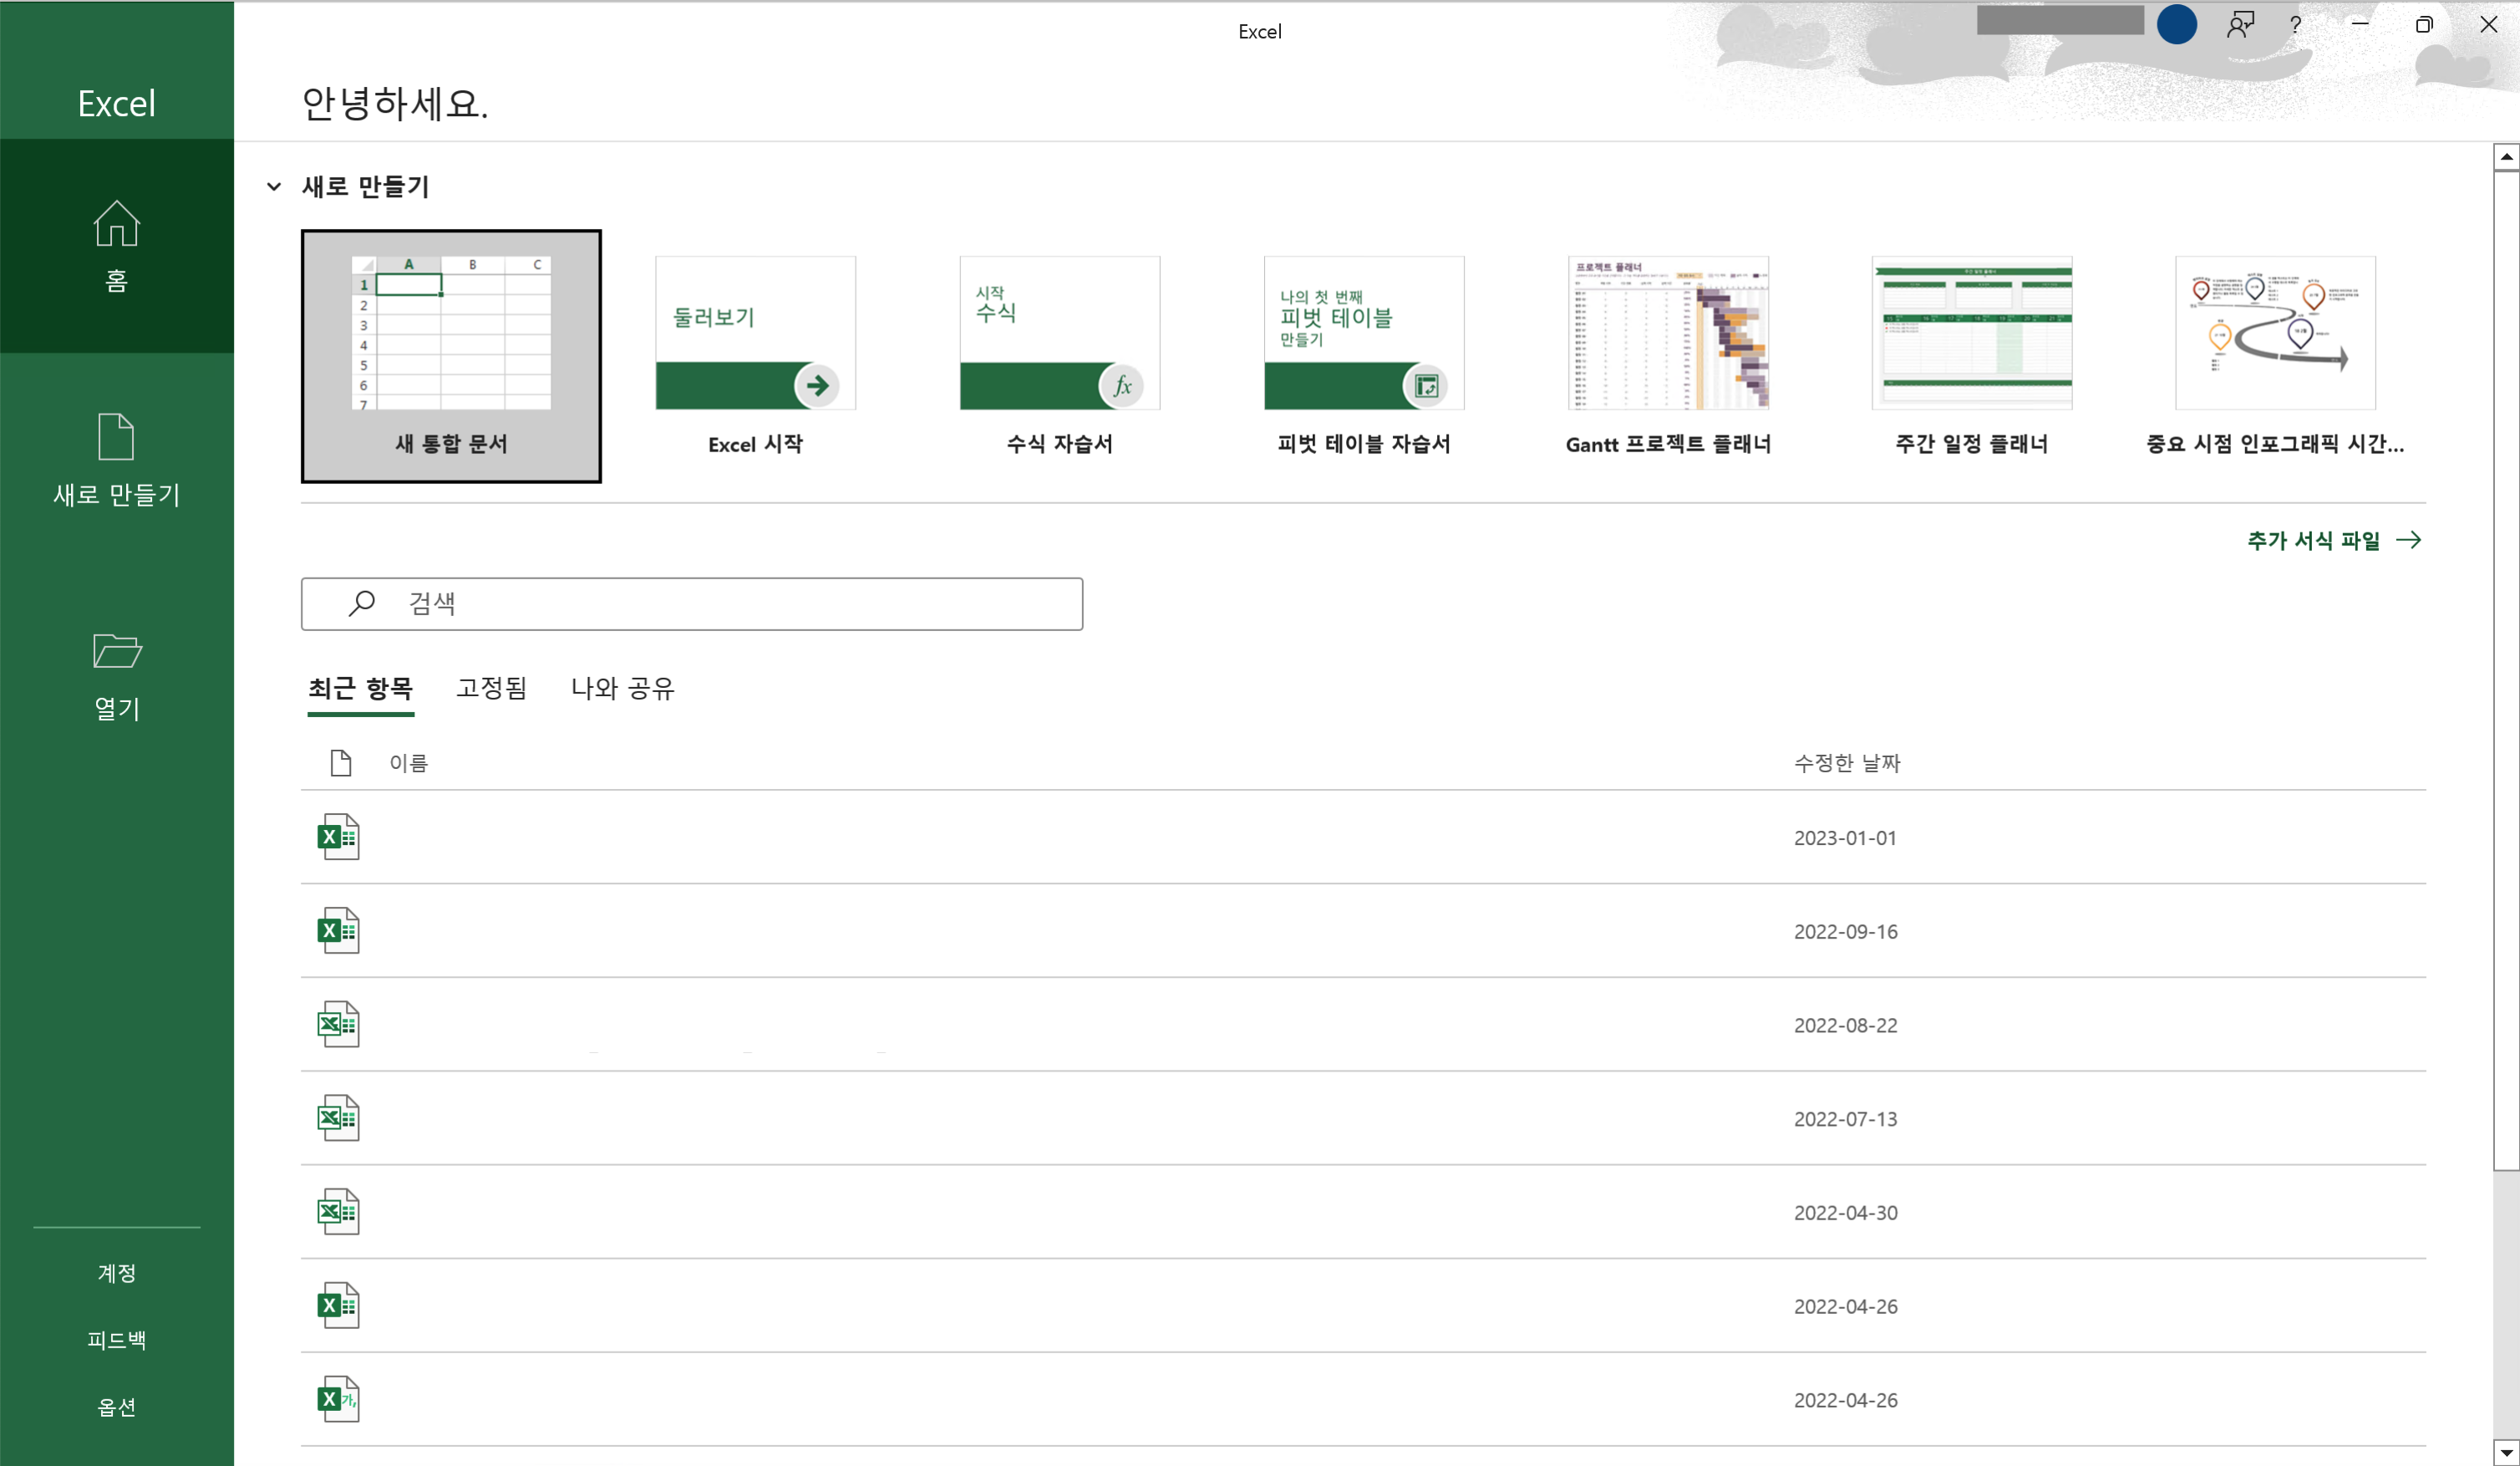 Excel
?
Excel
안녕하세요.
홈
새로 만들기
열기
계정
피드백
옵션
새로 만들기
A B C
1
2
3
4
5
6
7
새 통합 문서
둘러보기
Excel 시작
시작
수식
fx
수식 자습서
나의 첫 번째
피벗 테이블
만들기
피벗 테이블 자습서
프로젝트 플래너
Gantt 프로젝트 플래너
주간 일정 플래너
중요 시점 인포그래픽 시간...
추가 서식 파일
검색
최근 항목 고정됨 나와 공유
이름 수정한 날짜
2023-01-01
2022-09-16
2022-08-22
2022-07-13
2022-04-30
2022-04-26
2022-04-26